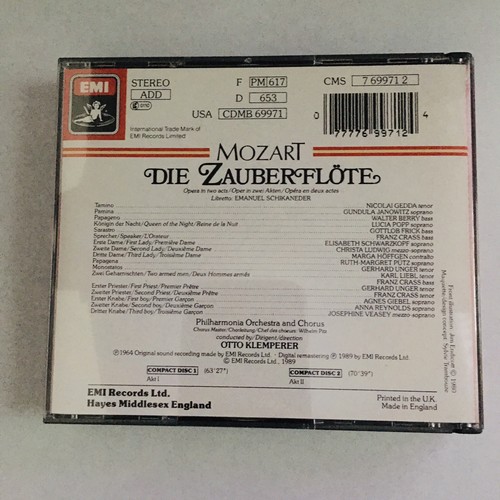 EMI
STEREO
ADD
F PM 617
D 653
USA CDMB 69971
CMS 7 69971 2
0 77776 99712 4
International Trade Mark of
EMI Records Limited
MOZART
DIE ZAUBERFLÖTE
Opera in two acts/Oper in zwei Akten/Opéra en deux actes
Libretto: EMANUEL SCHIKANEDER
Tamino NICOLAI GEDDA tenor
Pamina GUNDULA JANOWITZ soprano
Papageno WALTER BERRY bass
Königin der Nacht/Queen of the Night/Reine de la Nuit LUCIA POPP soprano
Sarastro GOTTLOB FRICK bass
Sprecher/Speaker/L'Orateur FRANZ CRASS bass
Erste Dame/First Lady/Première Dame ELISABETH SCHWARZKOPF soprano
Zweite Dame/Second Lady/Deuxième Dame CHRISTA LUDWIG mezzo-soprano
Dritte Dame/Third Lady/Troisième Dame MARGA HÖFFGEN contralto
Papagena RUTH-MARGRET PÜTZ soprano
Monostatos GERHARD UNGER tenor
Zwei Geharnischten/Two armed men/Deux Hommes armés KARL LIEBL tenor
FRANZ CRASS bass
Erster Priester/First Priest/Premier Prêtre GERHARD UNGER tenor
Zweiter Priester/Second Priest/Deuxième Prêtre FRANZ CRASS tenor
Erster Knabe/First boy/Premier Garçon AGNES GIEBEL soprano
Zweiter Knabe/Second boy/Deuxième Garçon ANNA REYNOLDS soprano
Dritter Knabe/Third boy/Troisième Garçon JOSEPHINE VEASEY mezzo-soprano
Philharmonia Orchestra and Chorus
Chorus Master/Chorleitung/Chef des chœurs: Wilhelm Pitz
conducted by/Dirigent/direction
OTTO KLEMPERER
℗ 1964 Original sound recording made by EMI Records Ltd. · Digital remastering ℗ 1989 by EMI Records Ltd.
© EMI Records Ltd., 1989
COMPACT DISC 1 (63'27")
Akt I
COMPACT DISC 2 (70'39")
Akt II
EMI Records Ltd.
Hayes Middlesex England
Printed in the U.K.
Made in England
Front illustration: